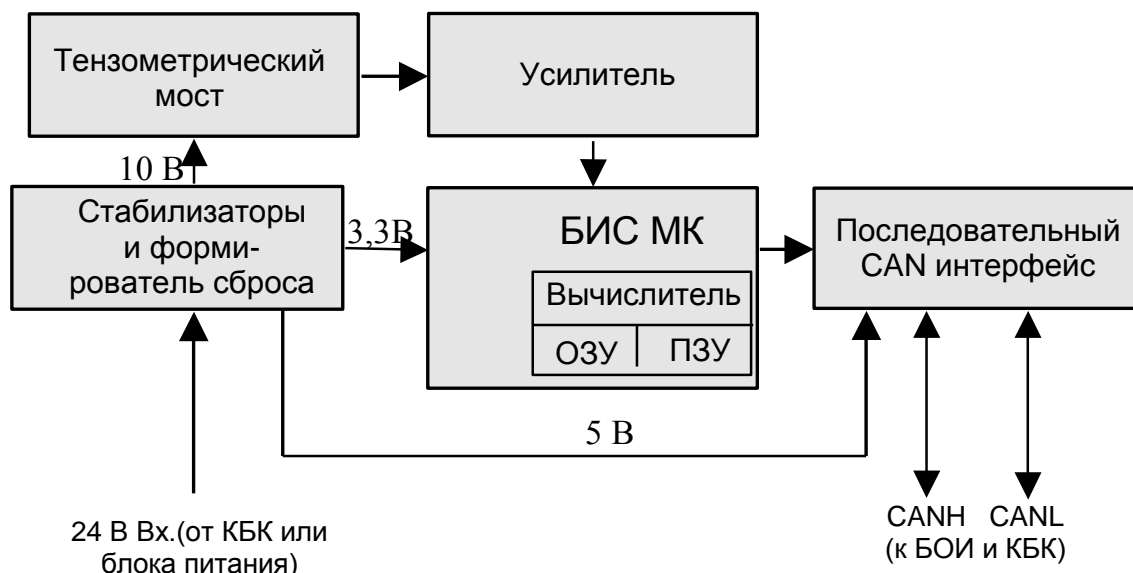 Тензометрический
мост
Усилитель
10 В
Стабилизаторы
и форми-
рователь сброса
3,3В
БИС МК
Вычислитель
ОЗУ
ПЗУ
Последовательный
CAN интерфейс
5 В
24 В Вх.(от КБК или
блока питания)
CANH CANL
(к БОИ и КБК)